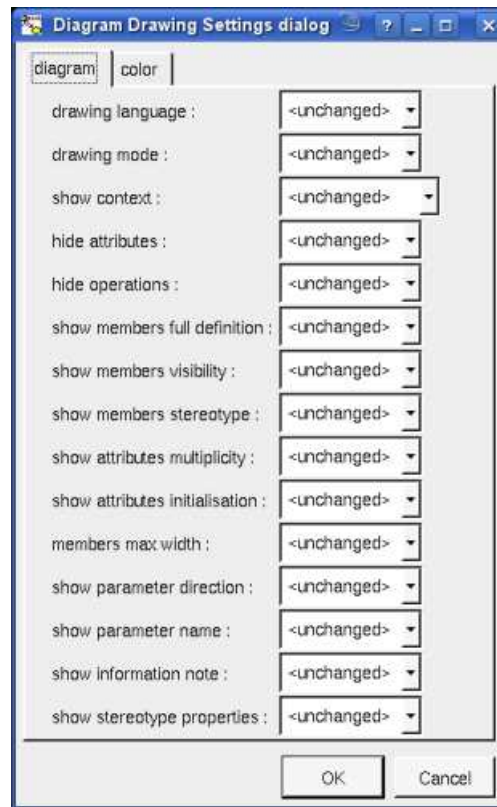 Diagram Drawing Settings dialog ?
diagram color
drawing language : <unchanged>
drawing mode : <unchanged>
show context : <unchanged>
hide attributes : <unchanged>
hide operations : <unchanged>
show members full definition : <unchanged>
show members visibility : <unchanged>
show members stereotype : <unchanged>
show attributes multiplicity : <unchanged>
show attributes initialisation : <unchanged>
members max width : <unchanged>
show parameter direction : <unchanged>
show parameter name : <unchanged>
show information note : <unchanged>
show stereotype properties : <unchanged>
OK Cancel